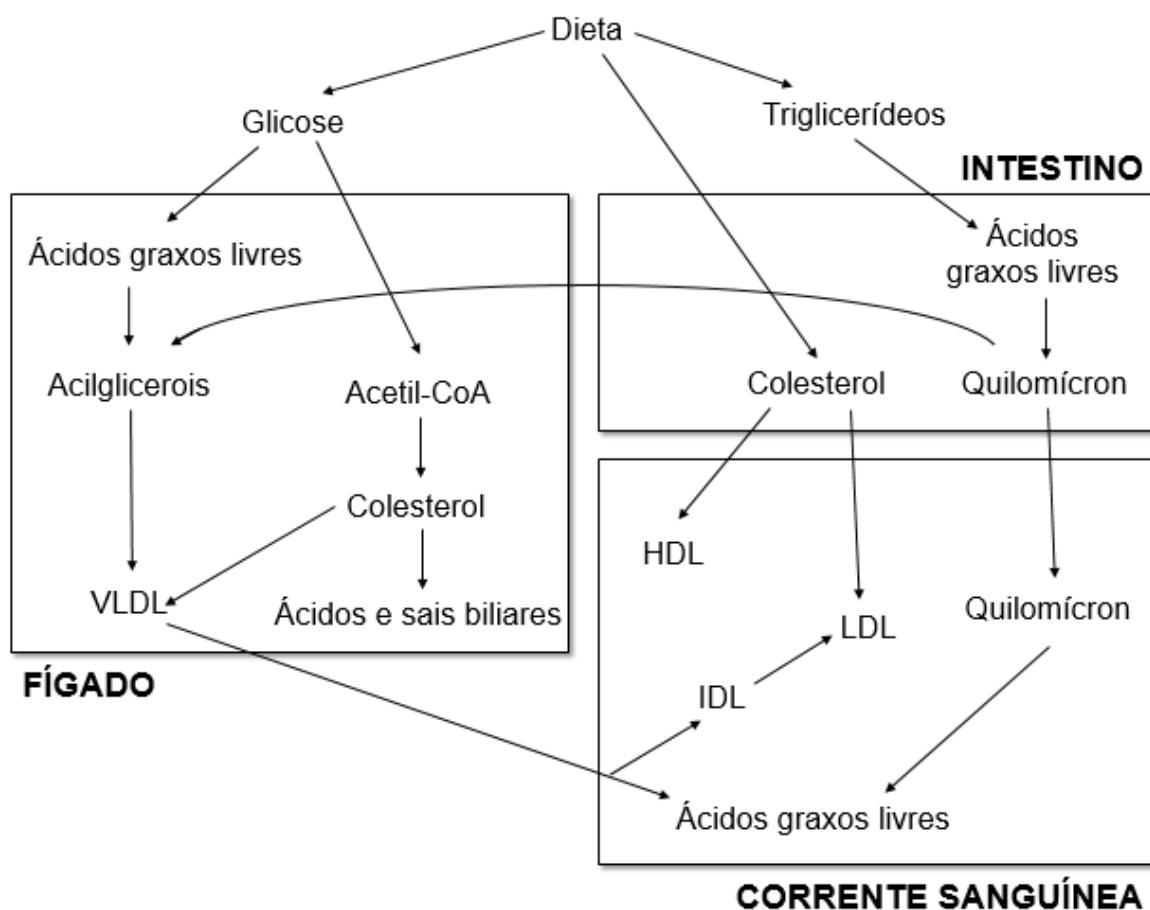 Dieta
Glicose
Triglicerídeos
INTESTINO
Ácidos graxos livres
Ácidos
graxos livres
Acilglicerois
Acetil-CoA
Colesterol
Quilomícron
Colesterol
HDL
VLDL
Ácidos e sais biliares
LDL
Quilomícron
FÍGADO
IDL
Ácidos graxos livres
CORRENTE SANGUÍNEA